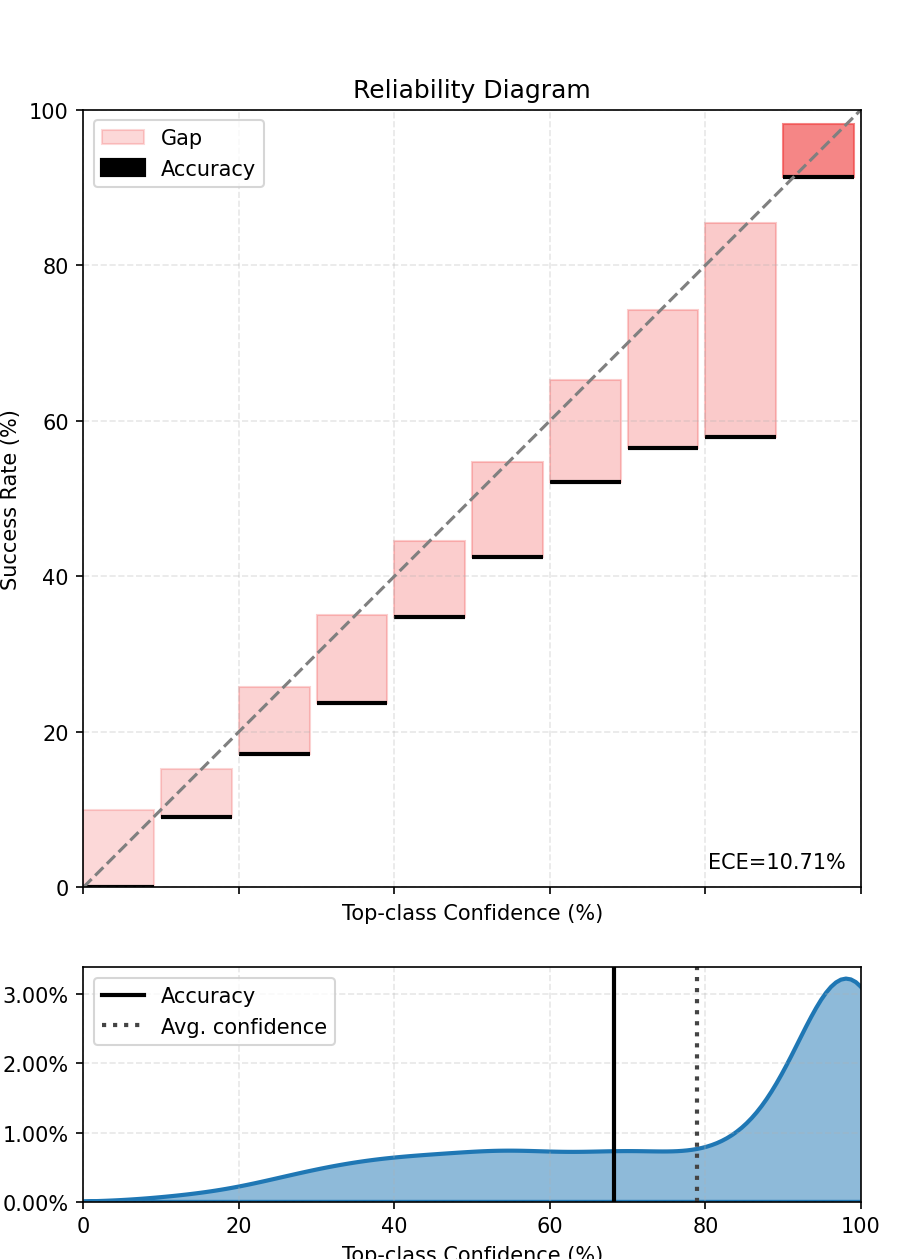 Reliability Diagram
100
80
60
40
20
0
Success Rate (%)
Gap
Accuracy
ECE=10.71%
Top-class Confidence (%)
3.00%
2.00%
1.00%
0.00%
Accuracy
Avg. confidence
0 20 40 60 80 100
Top-class Confidence (%)